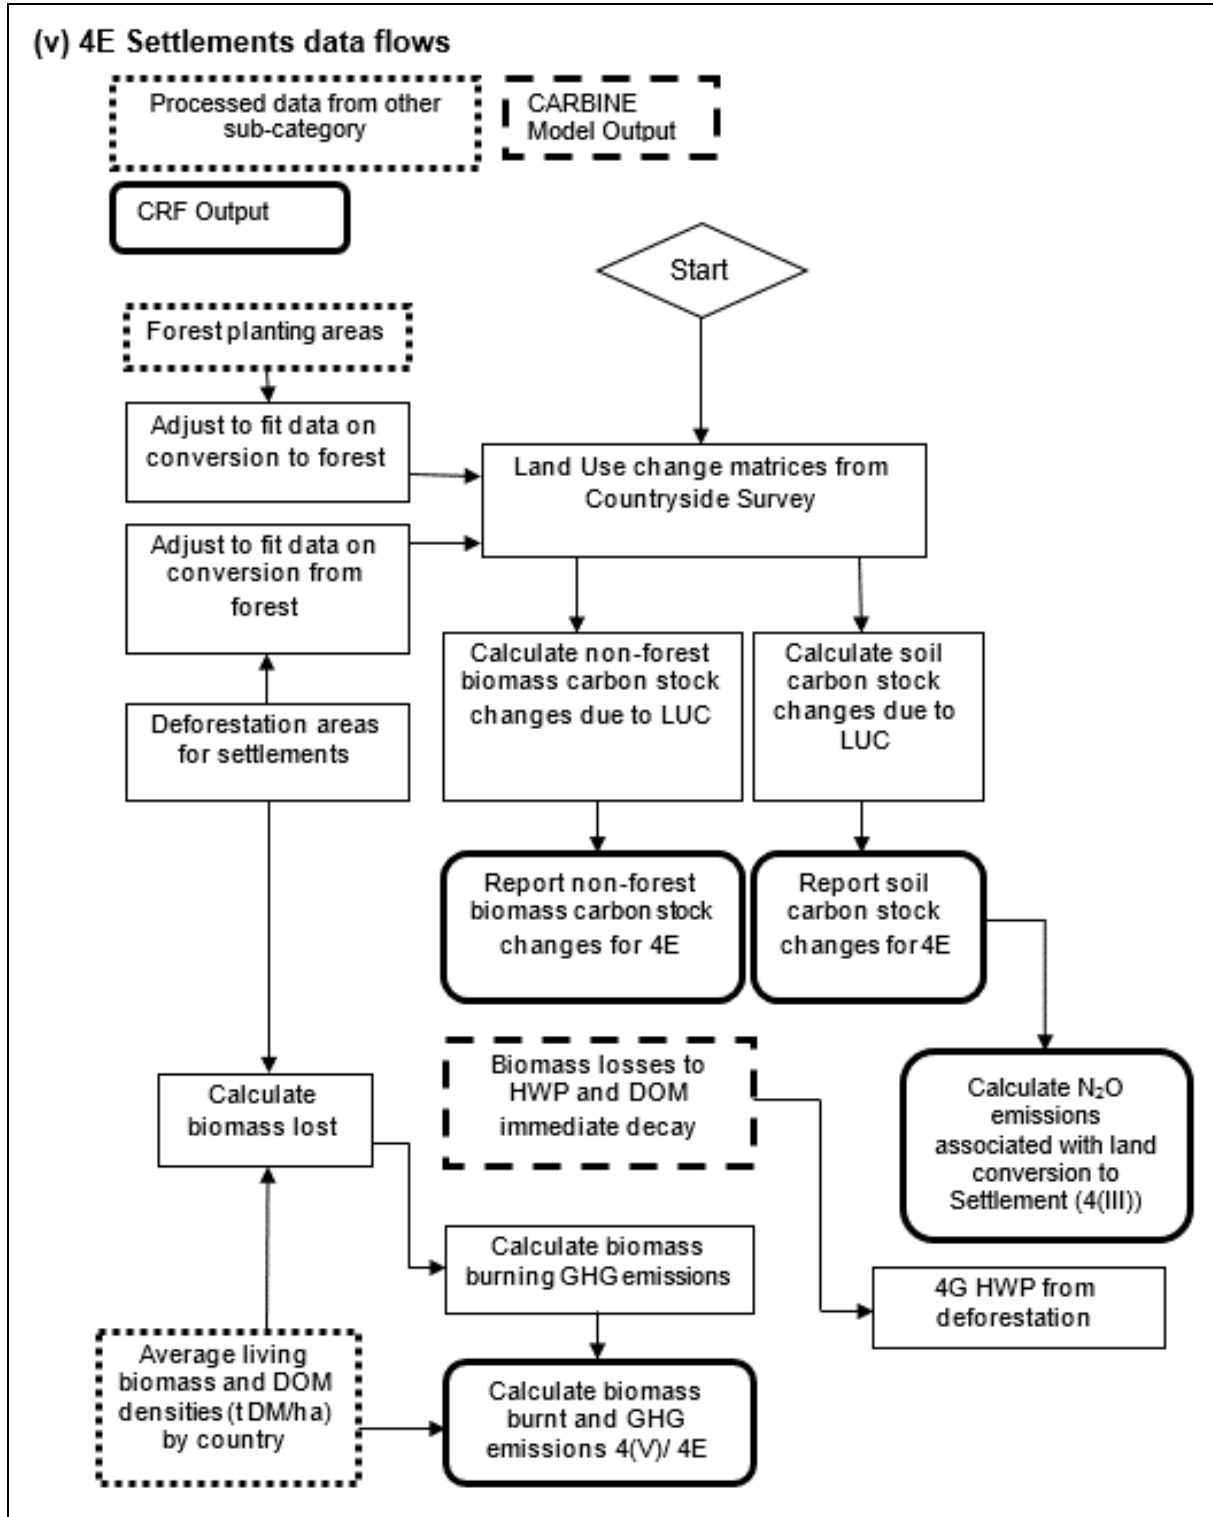 (v) 4E Settlements data flows
Processed data from other
sub-category
CARBINE
Model Output
CRF Output
Start
Forest planting areas
Adjust to fit data on
conversion to forest
Land Use change matrices from
Countryside Survey
Adjust to fit data on
conversion from
forest
Calculate non-forest
biomass carbon stock
changes due to LUC
Calculate soil
carbon stock
changes due to
LUC
Deforestation areas
for settlements
Report non-forest
biomass carbon stock
changes for 4E
Report soil
carbon stock
changes for 4E
Biomass losses to
HWP and DOM
immediate decay
Calculate
biomass lost
Calculate N₂O
emissions
associated with land
conversion to
Settlement (4(III))
Calculate biomass
burning GHG emissions
4G HWP from
deforestation
Average living
biomass and DOM
densities (t DM/ha)
by country
Calculate biomass
burnt and GHG
emissions 4(V)/ 4E